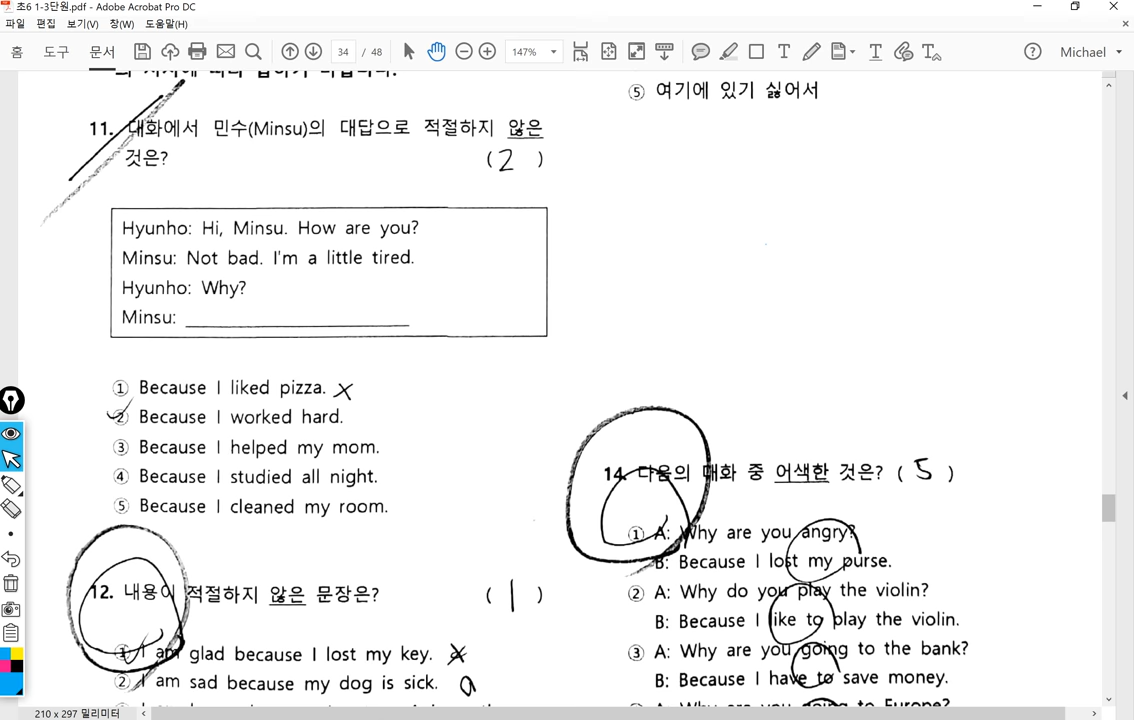 초6 1-3단원.pdf - Adobe Acrobat Pro DC
파일 편집 보기(V) 창(W) 도움말(H)
홈 도구 문서 34 / 48 147% Michael
⑤ 여기에 있기 싫어서
11. 대화에서 민수(Minsu)의 대답으로 적절하지 않은
것은? ( 2 )
Hyunho: Hi, Minsu. How are you?
Minsu: Not bad. I'm a little tired.
Hyunho: Why?
Minsu: ____________________
① Because I liked pizza. x
② Because I worked hard.
③ Because I helped my mom.
④ Because I studied all night.
⑤ Because I cleaned my room.
12. 내용이 적절하지 않은 문장은? ( 1 )
① I am glad because I lost my key. x
② I am sad because my dog is sick.
14. 다음의 대화 중 어색한 것은? ( 5 )
① A: Why are you angry?
B: Because I lost my purse.
② A: Why do you play the violin?
B: Because I like to play the violin.
③ A: Why are you going to the bank?
B: Because I have to save money.
A: Why are you going to Europe?
210 x 297 밀리미터